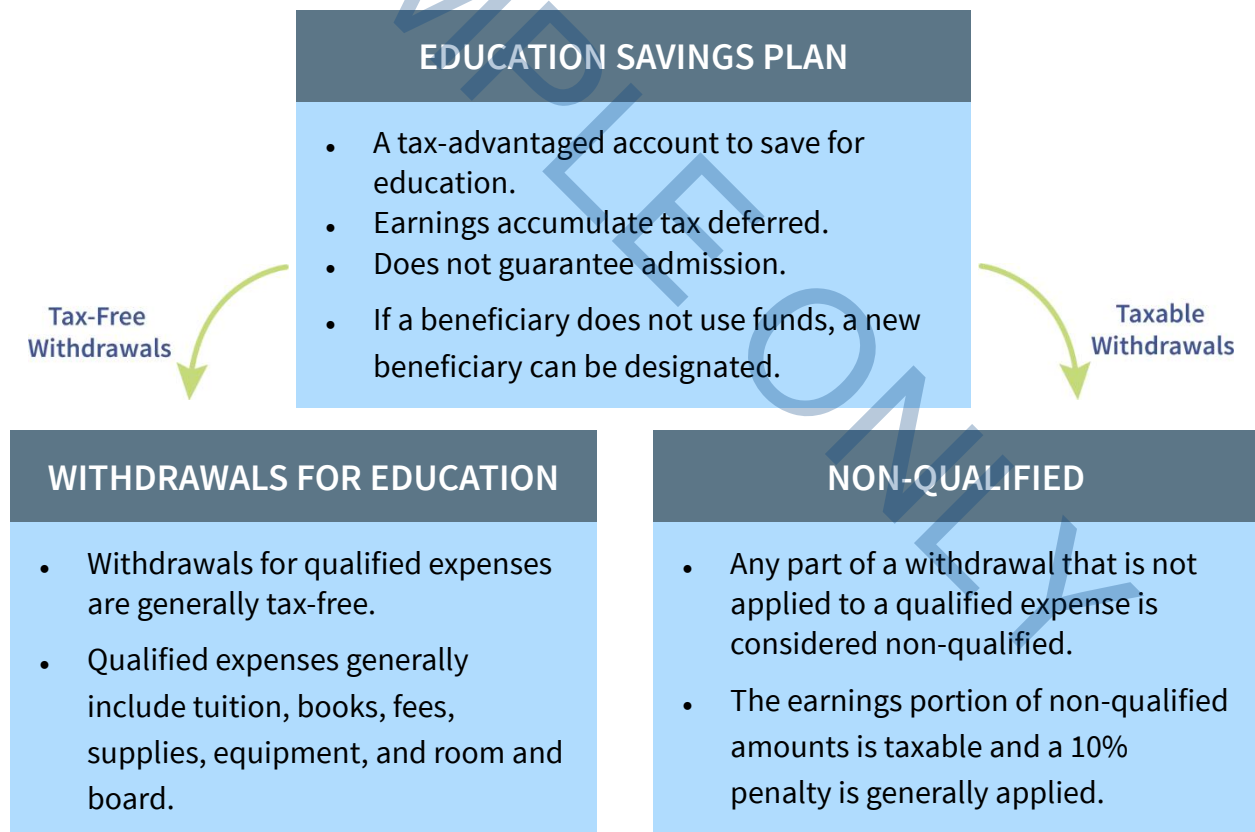 EDUCATION SAVINGS PLAN
• A tax-advantaged account to save for
education.
• Earnings accumulate tax deferred.
• Does not guarantee admission.
• If a beneficiary does not use funds, a new
beneficiary can be designated.
Tax-Free
Withdrawals
Taxable
Withdrawals
WITHDRAWALS FOR EDUCATION
• Withdrawals for qualified expenses
are generally tax-free.
• Qualified expenses generally
include tuition, books, fees,
supplies, equipment, and room and
board.
NON-QUALIFIED
• Any part of a withdrawal that is not
applied to a qualified expense is
considered non-qualified.
• The earnings portion of non-qualified
amounts is taxable and a 10%
penalty is generally applied.
MPLE ONLY